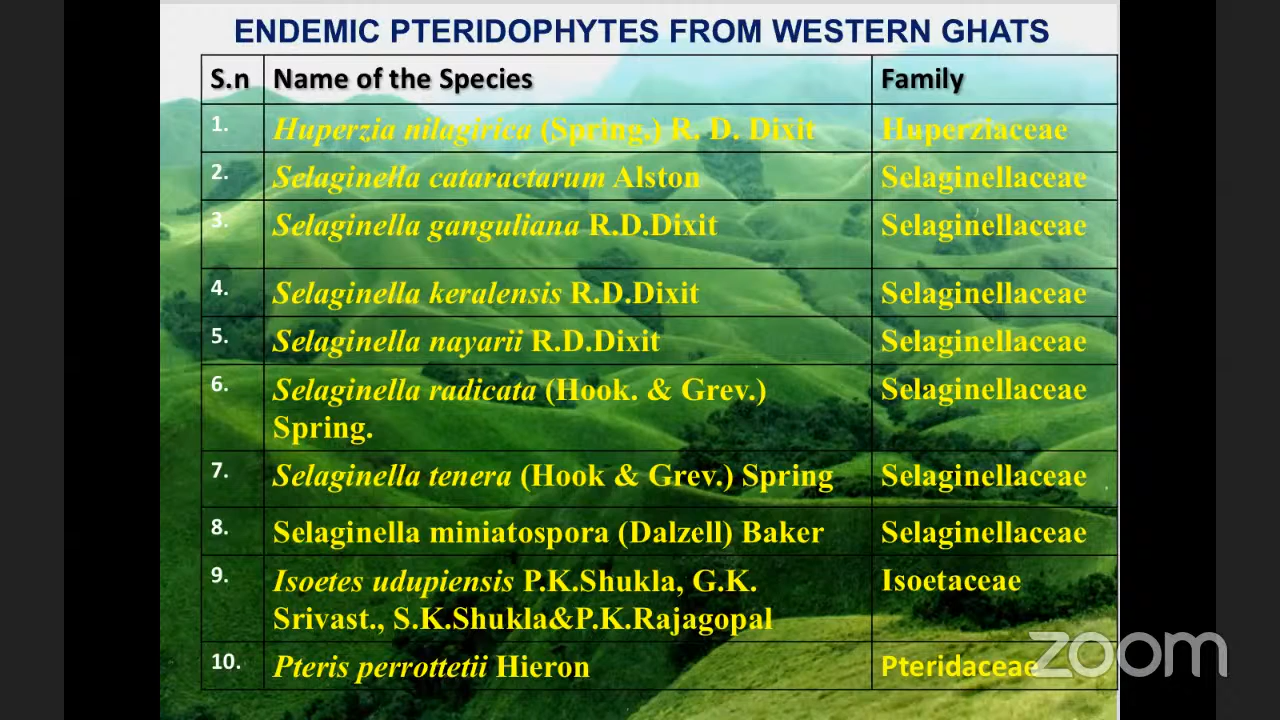 ENDEMIC PTERIDOPHYTES FROM WESTERN GHATS
S.n Name of the Species Family
1. Huperzia nilagirica (Spring.) R. D. Dixit Huperziaceae
2. Selaginella cataractarum Alston Selaginellaceae
3. Selaginella ganguliana R.D.Dixit Selaginellaceae
4. Selaginella keralensis R.D.Dixit Selaginellaceae
5. Selaginella nayarii R.D.Dixit Selaginellaceae
6. Selaginella radicata (Hook. & Grev.) Selaginellaceae
Spring.
7. Selaginella tenera (Hook & Grev.) Spring Selaginellaceae
8. Selaginella miniatospora (Dalzell) Baker Selaginellaceae
9. Isoetes udupiensis P.K.Shukla, G.K. Isoetaceae
Srivast., S.K.Shukla&P.K.Rajagopal
10. Pteris perrottetii Hieron Pteridaceae
zoom